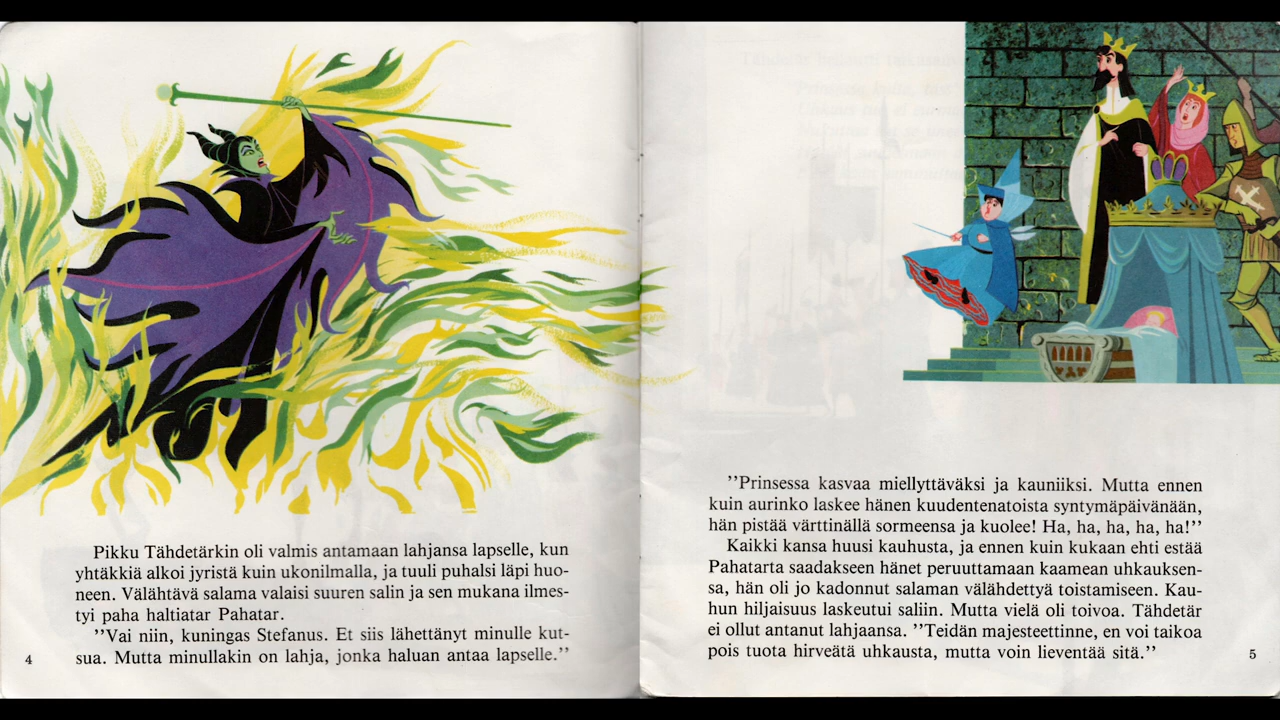 Pikku Tähdetärkin oli valmis antamaan lahjansa lapselle, kun
yhtäkkiä alkoi jyristä kuin ukonilmalla, ja tuuli puhalsi läpi huo-
neen. Välähtävä salama valaisi suuren salin ja sen mukana ilmes-
tyi paha haltiatar Pahatar.
”Vai niin, kuningas Stefanus. Et siis lähettänyt minulle kut-
sua. Mutta minullakin on lahja, jonka haluan antaa lapselle.”
4
”Prinsessa kasvaa miellyttäväksi ja kauniiksi. Mutta ennen
kuin aurinko laskee hänen kuudentenatoista syntymäpäivänään,
hän pistää värttinällä sormeensa ja kuolee! Ha, ha, ha, ha, ha!”
Kaikki kansa huusi kauhusta, ja ennen kuin kukaan ehti estää
Pahatarta saadakseen hänet peruuttamaan kaamean uhkauksen-
sa, hän oli jo kadonnut salaman välähdettyä toistamiseen. Kau-
hun hiljaisuus laskeutui saliin. Mutta vielä oli toivoa. Tähdetär
ei ollut antanut lahjaansa. ”Teidän majesteettinne, en voi taikoa
pois tuota hirveätä uhkausta, mutta voin lieventää sitä.”
5